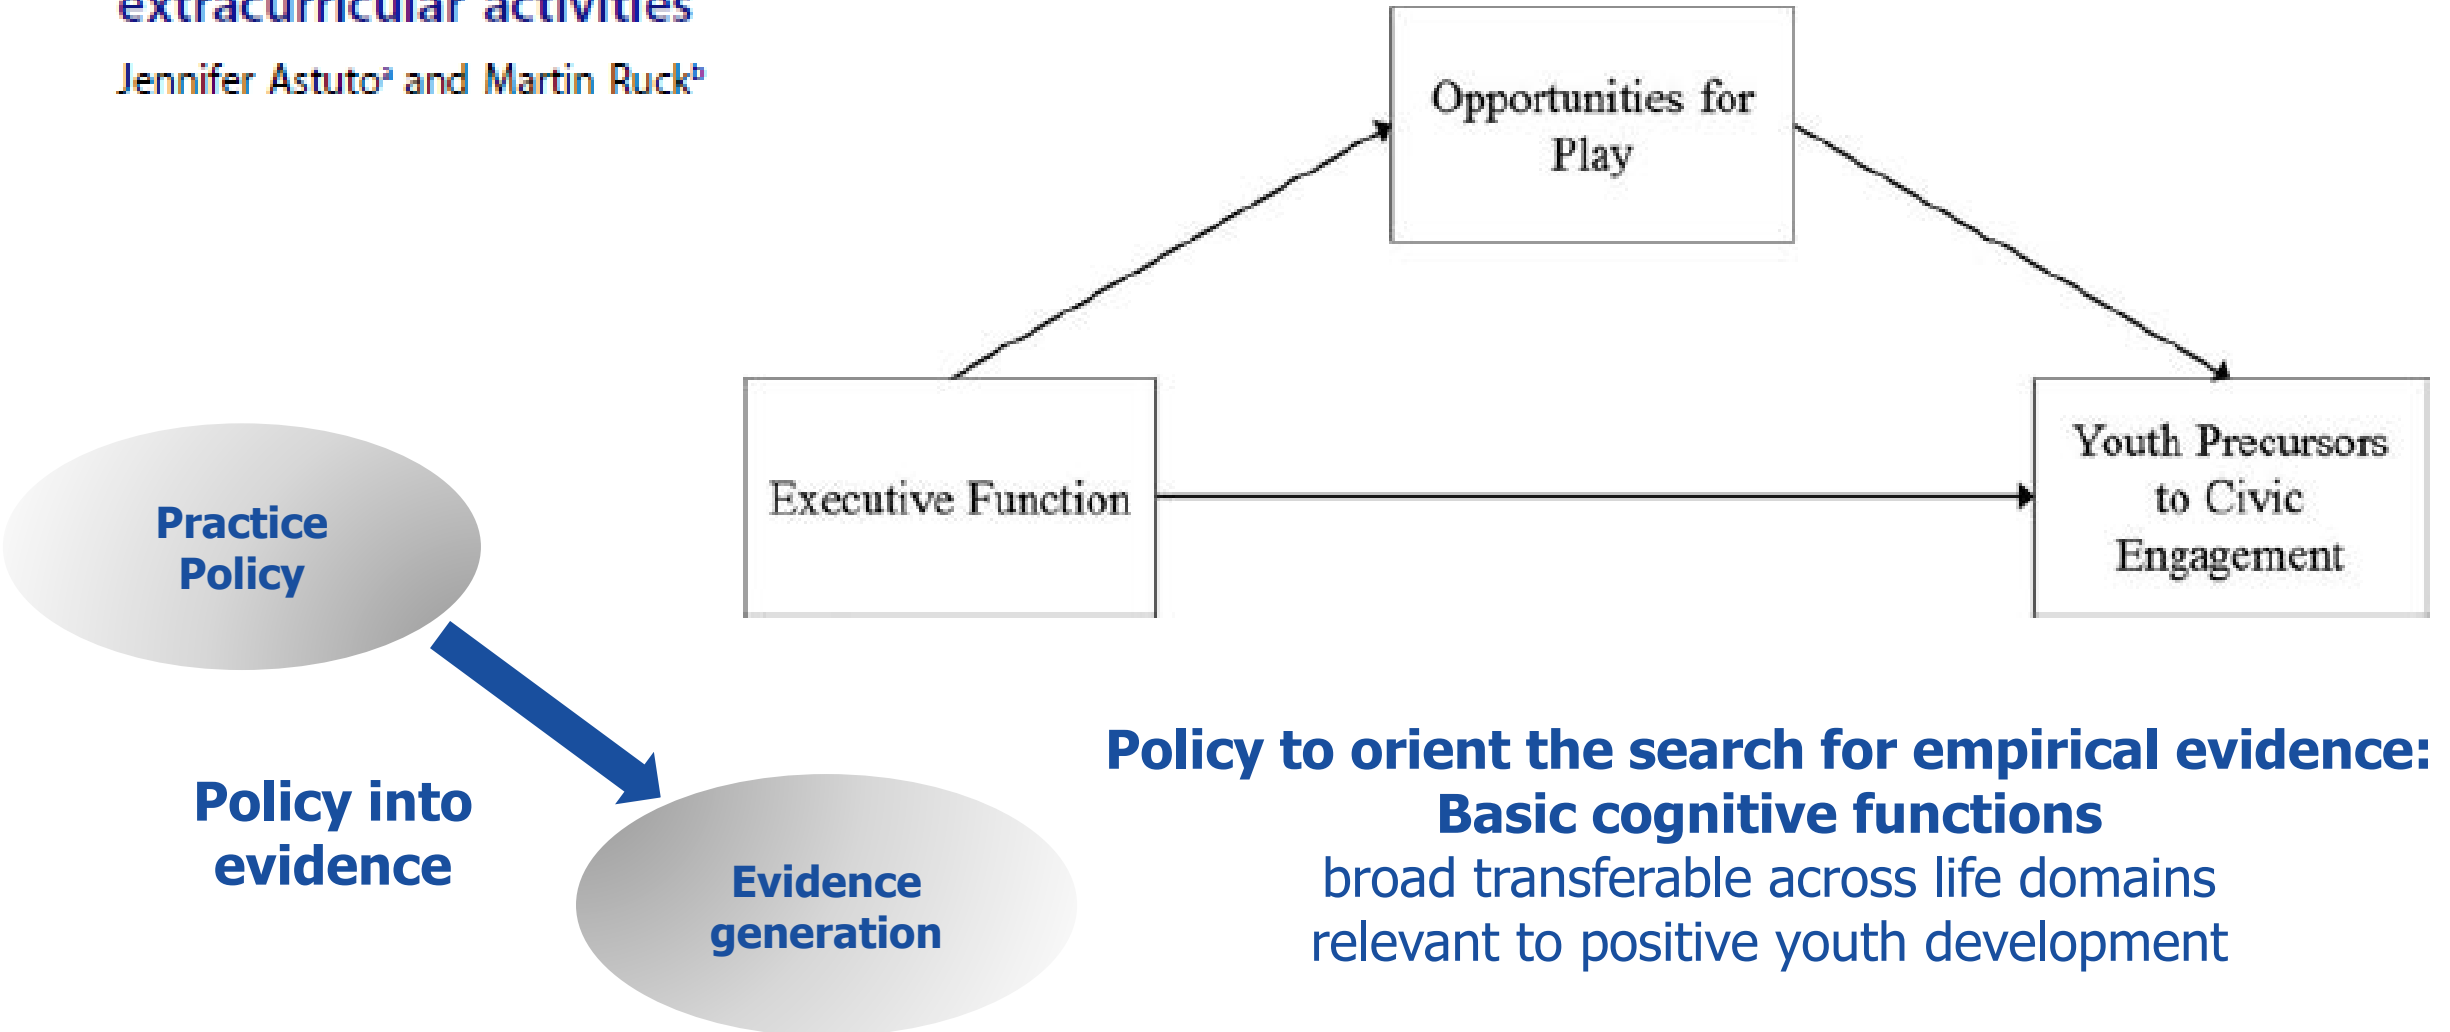 extracurricular activities
Jennifer Astutoᵃ and Martin Ruckᵇ
Opportunities for
Play
Executive Function
Youth Precursors
to Civic
Engagement
Practice
Policy
Policy into
evidence
Evidence
generation
Policy to orient the search for empirical evidence:
Basic cognitive functions
broad transferable across life domains
relevant to positive youth development